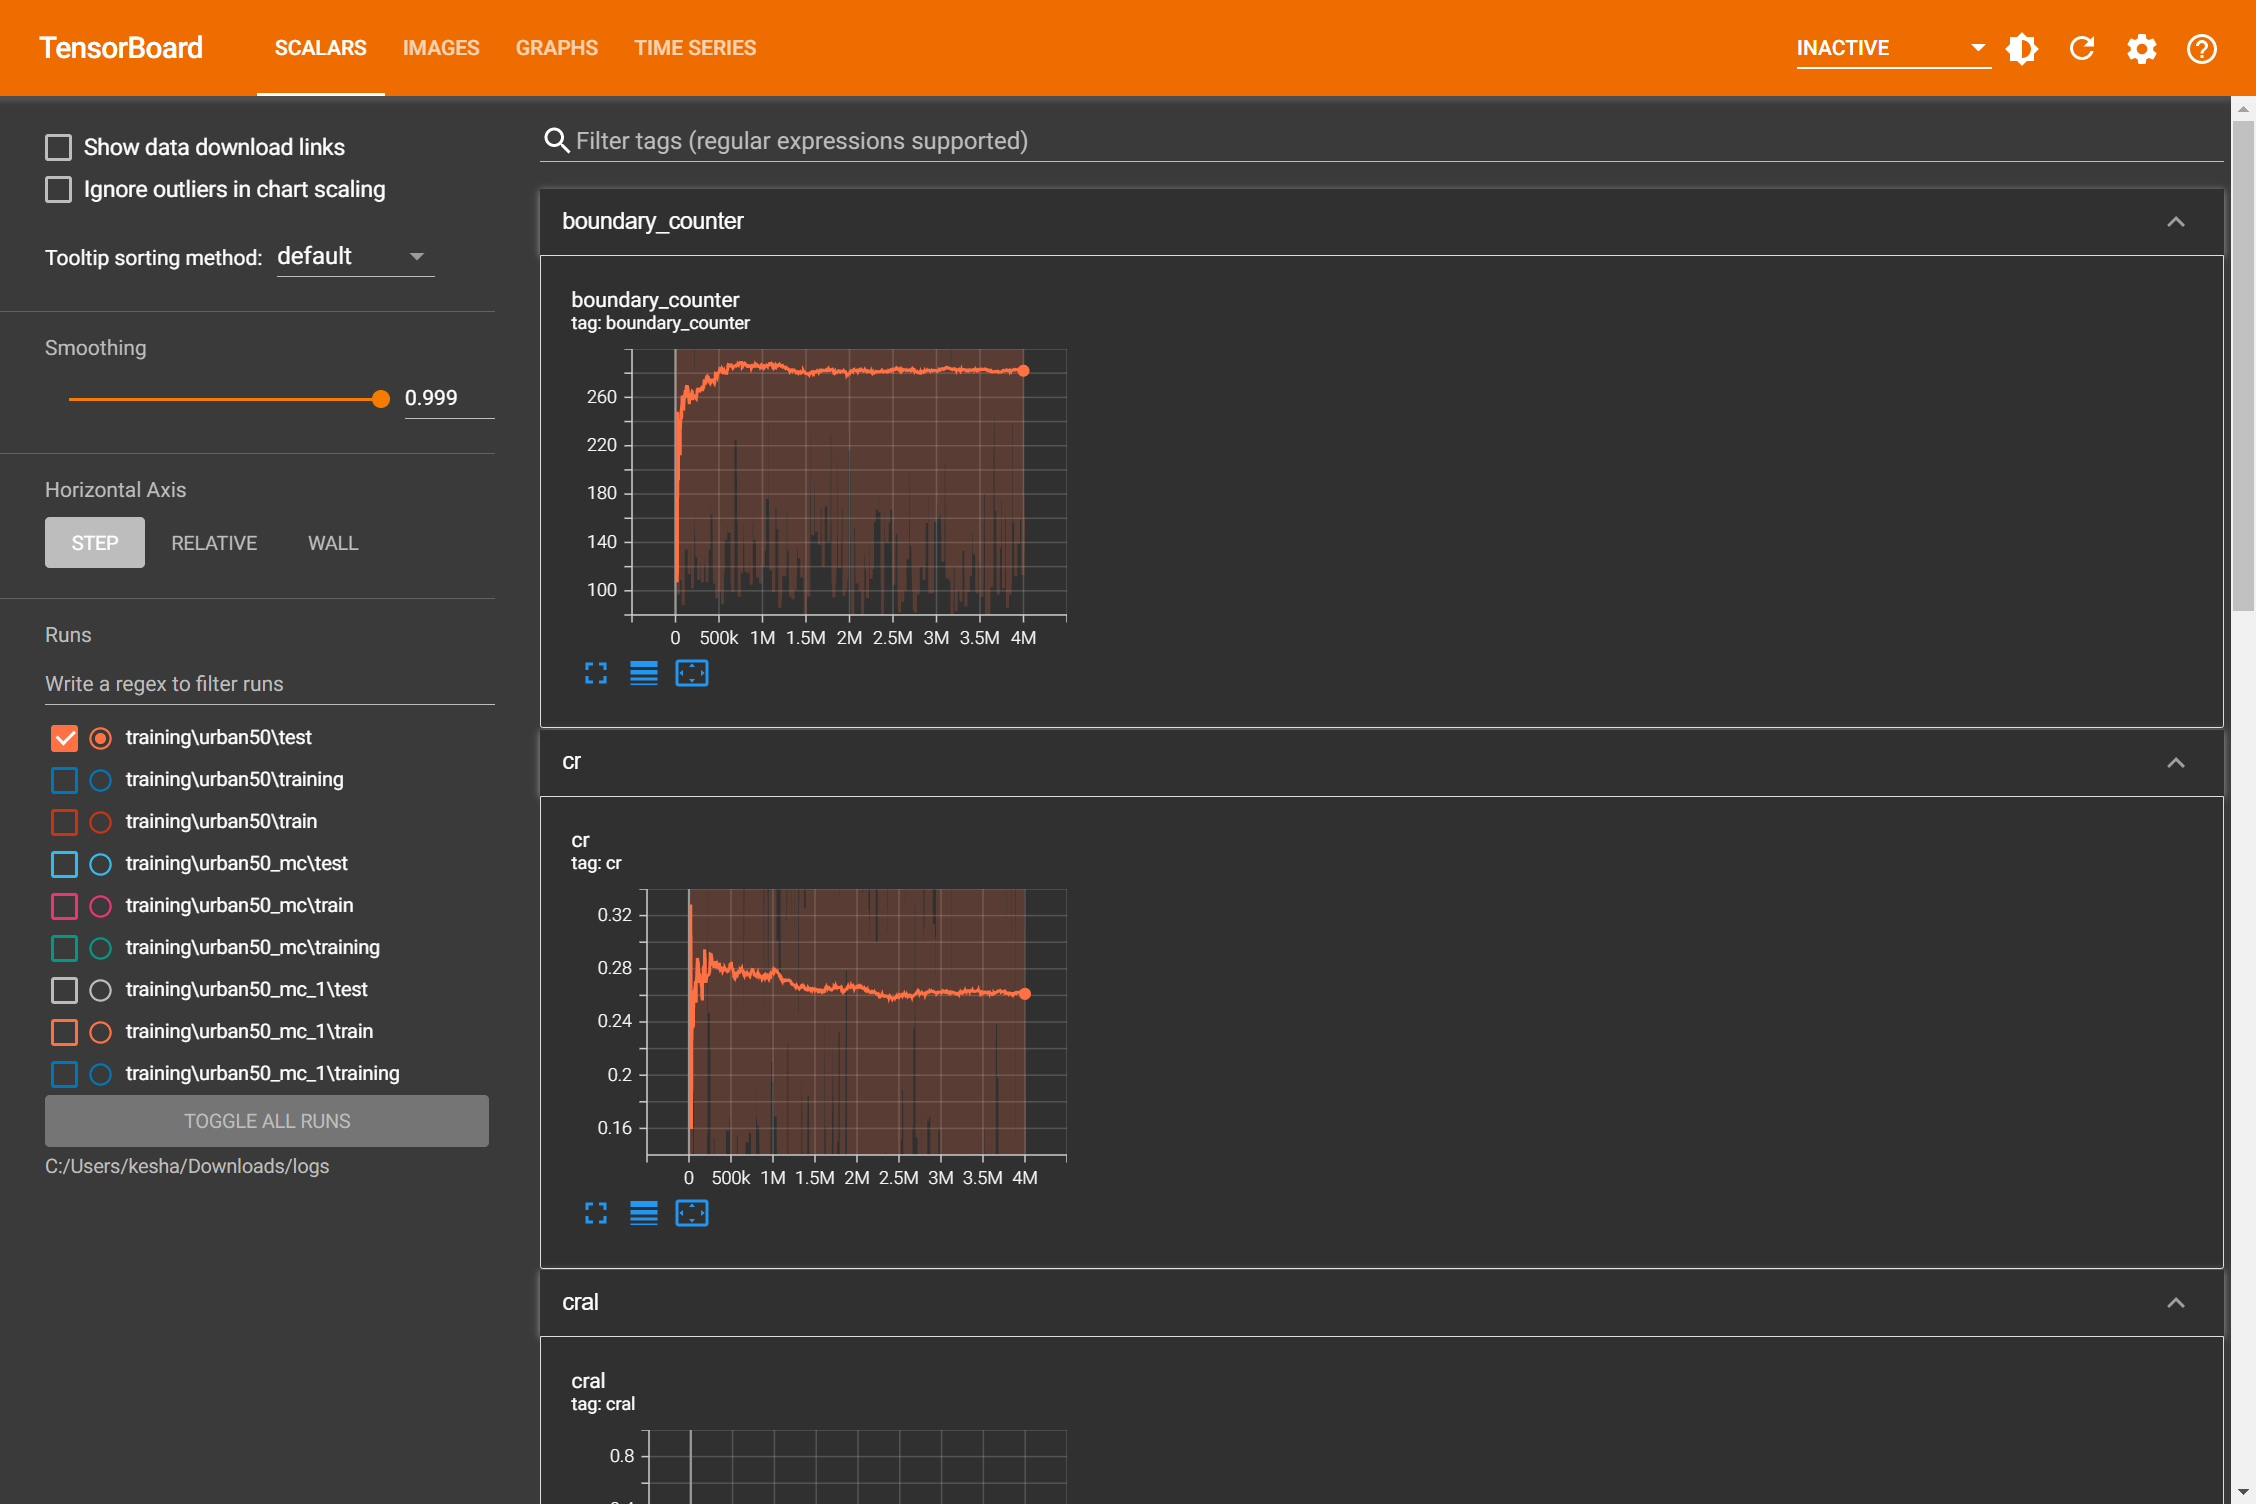 TensorBoard
SCALARS
IMAGES
GRAPHS
TIME SERIES
INACTIVE
Show data download links
Ignore outliers in chart scaling
Tooltip sorting method: default
Smoothing
0.999
Horizontal Axis
STEP
RELATIVE
WALL
Runs
Write a regex to filter runs
training\urban50\test
training\urban50\training
training\urban50\train
training\urban50_mc\test
training\urban50_mc\train
training\urban50_mc\training
training\urban50_mc_1\test
training\urban50_mc_1\train
training\urban50_mc_1\training
TOGGLE ALL RUNS
C:/Users/kesha/Downloads/logs
Filter tags (regular expressions supported)
boundary_counter
boundary_counter
tag: boundary_counter
260
220
180
140
100
0 500k 1M 1.5M 2M 2.5M 3M 3.5M 4M
cr
cr
tag: cr
0.32
0.28
0.24
0.2
0.16
0 500k 1M 1.5M 2M 2.5M 3M 3.5M 4M
cral
cral
tag: cral
0.8